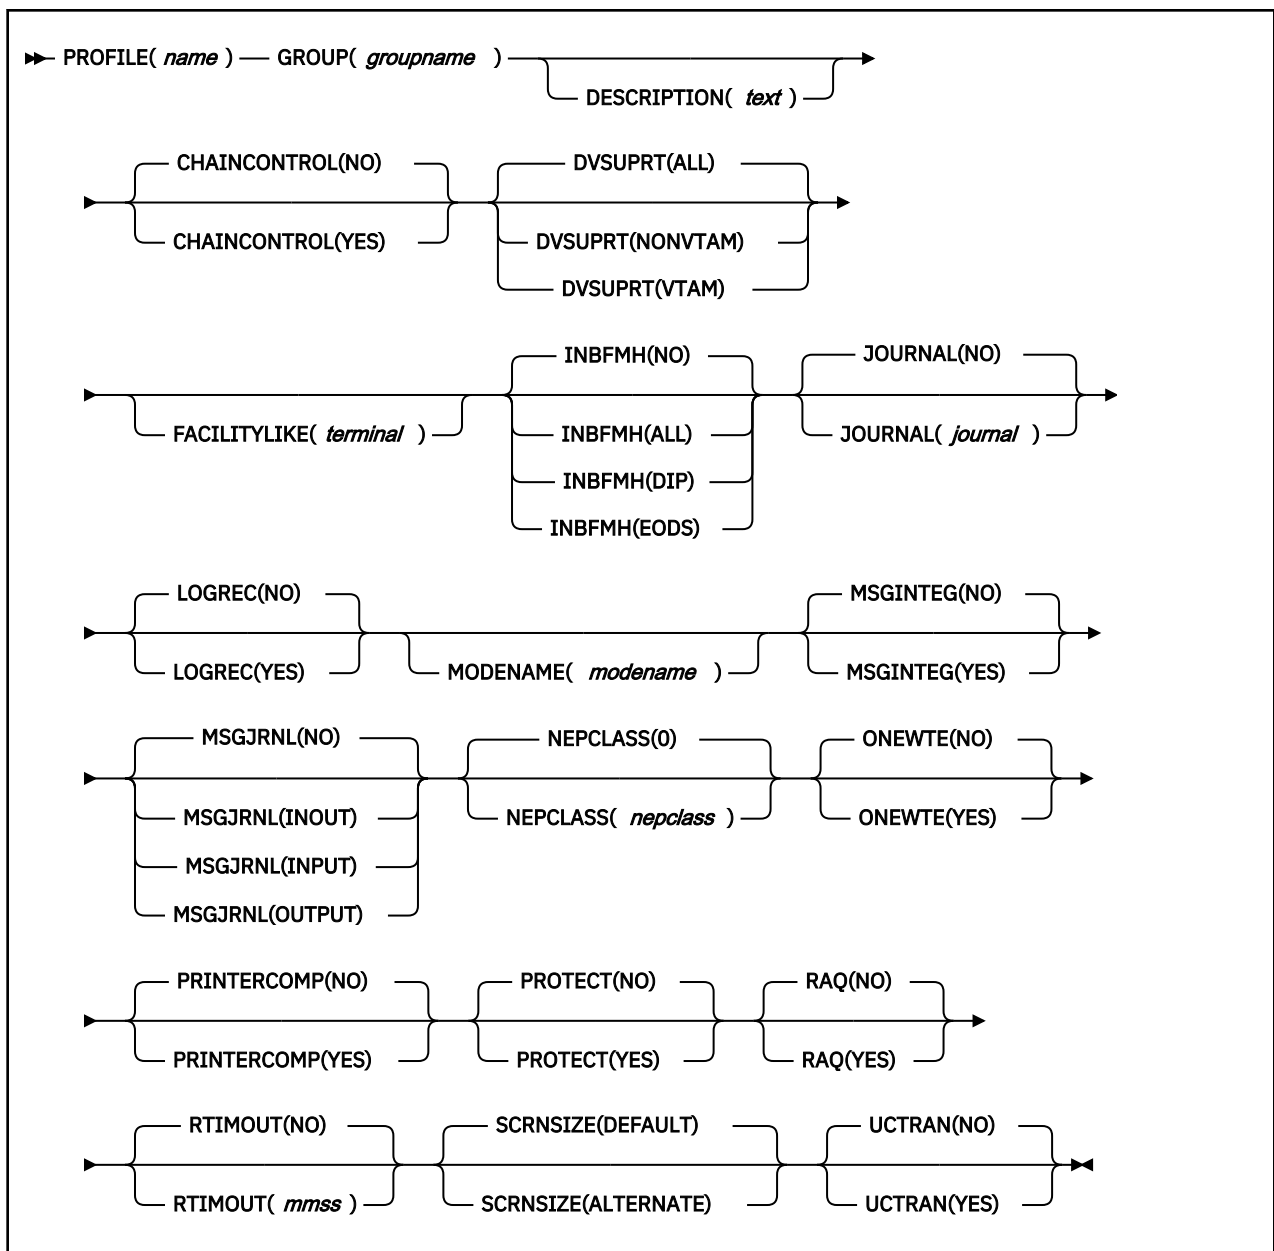 PROFILE( name ) GROUP( groupname )
DESCRIPTION( text )
CHAINCONTROL(NO) DVSUPRT(ALL)
CHAINCONTROL(YES) DVSUPRT(NONVTAM)
DVSUPRT(VTAM)
INBFMH(NO) JOURNAL(NO)
FACILITYLIKE( terminal ) INBFMH(ALL) JOURNAL( journal )
INBFMH(DIP)
INBFMH(EODS)
LOGREC(NO) MSGINTEG(NO)
LOGREC(YES) MODENAME( modename ) MSGINTEG(YES)
MSGJRNL(NO) NEPCLASS(0) ONEWTE(NO)
MSGJRNL(INOUT) NEPCLASS( nepclass ) ONEWTE(YES)
MSGJRNL(INPUT)
MSGJRNL(OUTPUT)
PRINTERCOMP(NO) PROTECT(NO) RAQ(NO)
PRINTERCOMP(YES) PROTECT(YES) RAQ(YES)
RTIMOUT(NO) SCRNSIZE(DEFAULT) UCTRAN(NO)
RTIMOUT( mmss ) SCRNSIZE(ALTERNATE) UCTRAN(YES)